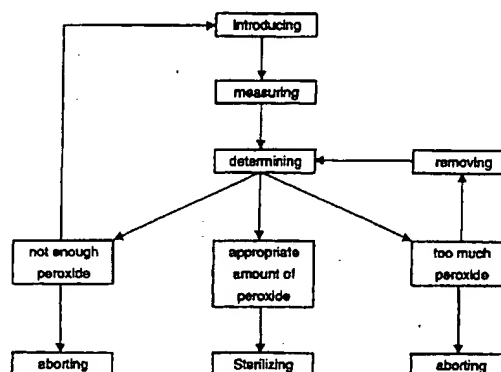 introducing
measuring
determining
removing
not enough
peroxide
appropriate
amount of
peroxide
too much
peroxide
aborting
Sterilizing
aborting